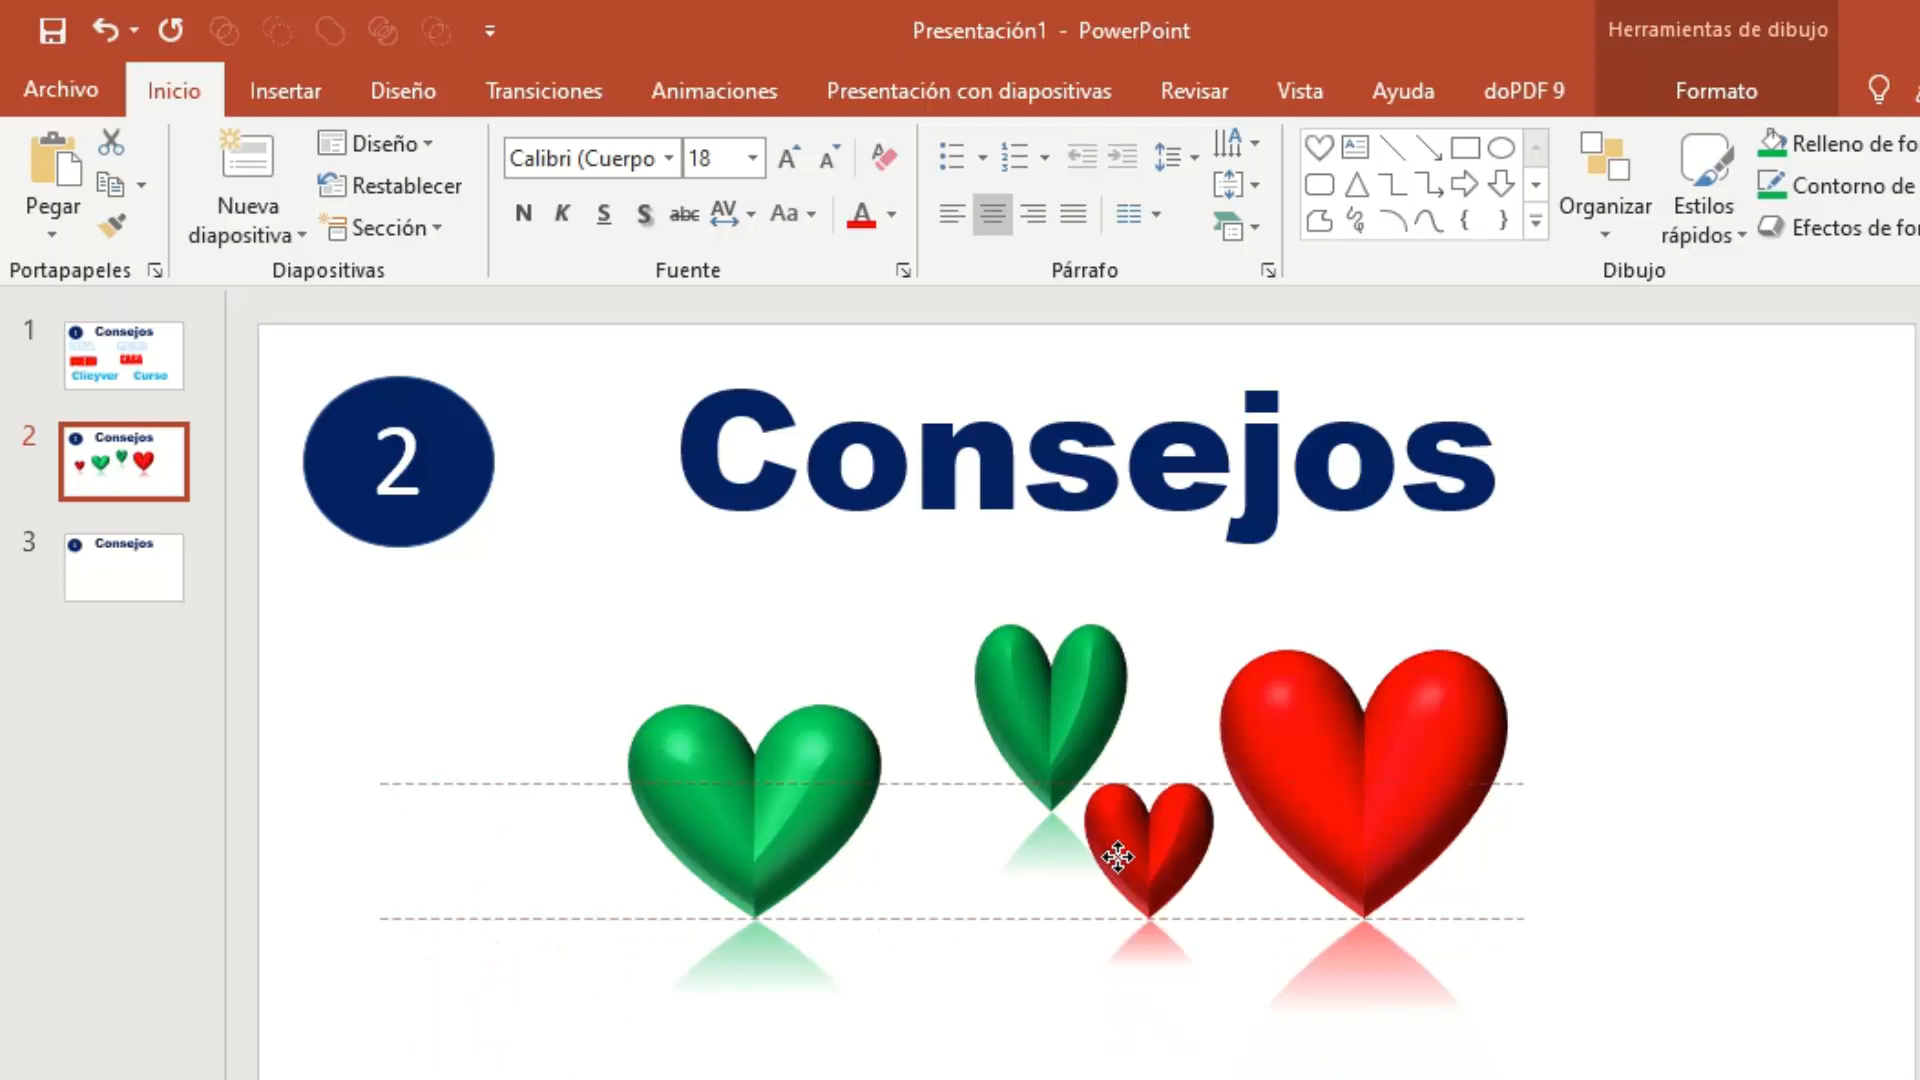 Presentación1 - PowerPoint
Herramientas de dibujo
Archivo Inicio Insertar Diseño Transiciones Animaciones Presentación con diapositivas Revisar Vista Ayuda doPDF 9 Formato
Pegar
Portapapeles
Nueva diapositiva
Diseño
Restablecer
Sección
Diapositivas
Calibri (Cuerpo 18
N K S S abc AV Aa A
Fuente
Párrafo
Organizar
Estilos rápidos
Relleno de fo
Contorno de
Efectos de fo
Dibujo
1
Consejos
CASA
Clicyver Curso
2
Consejos
3
Consejos
2
Consejos